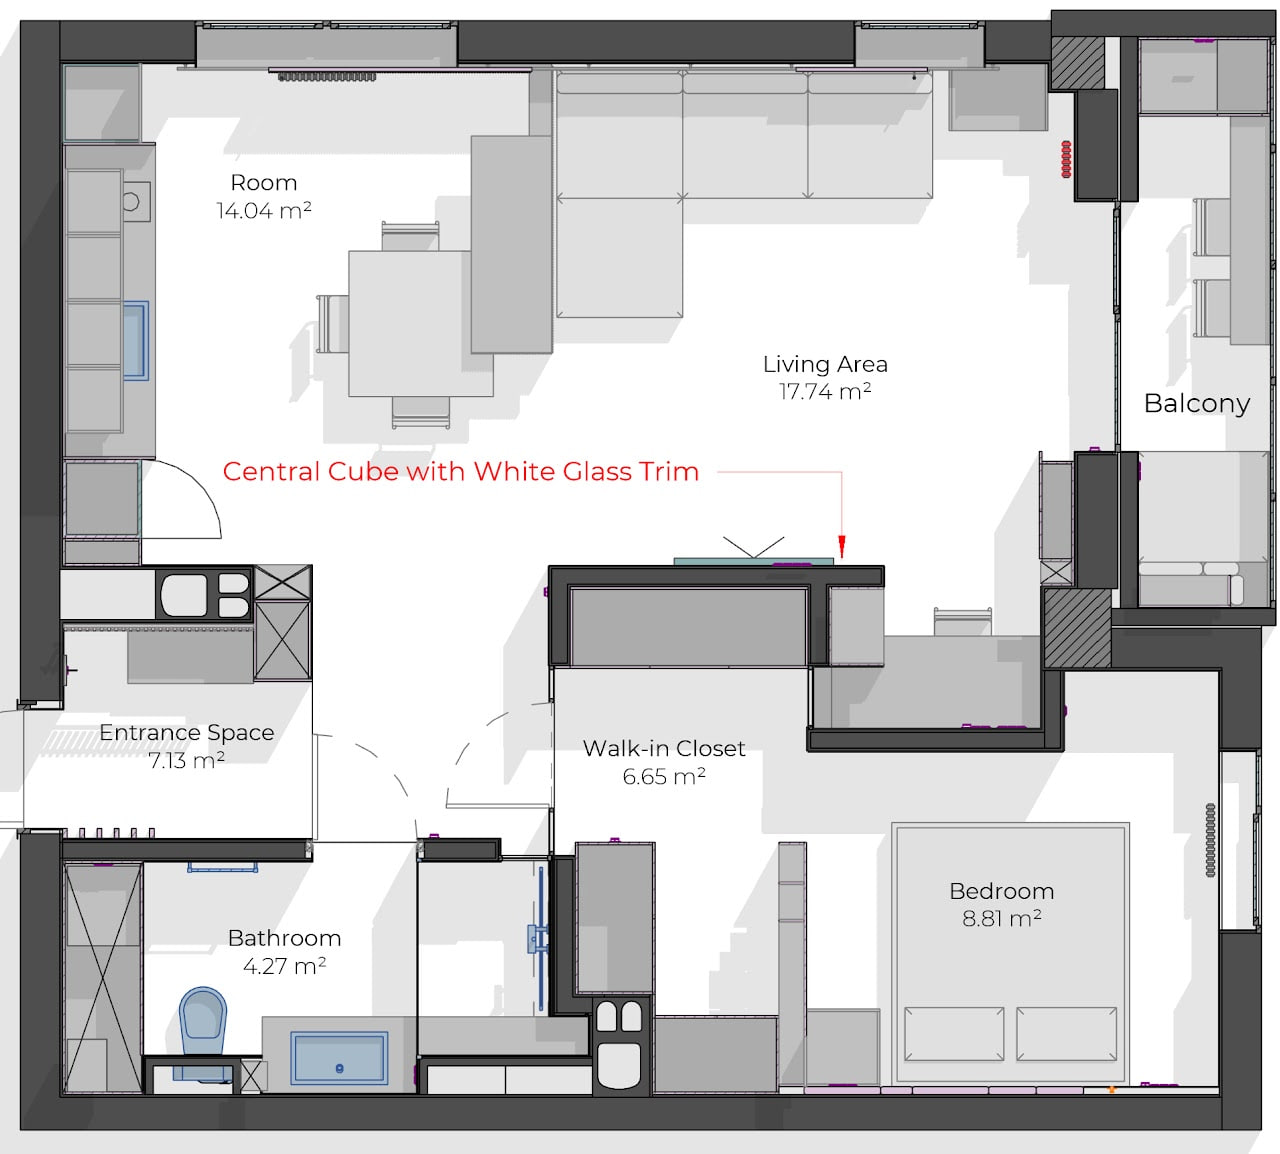 Room
14.04 m²
Living Area
17.74 m²
Balcony
Central Cube with White Glass Trim
Entrance Space
7.13 m²
Walk-in Closet
6.65 m²
Bedroom
8.81 m²
Bathroom
4.27 m²